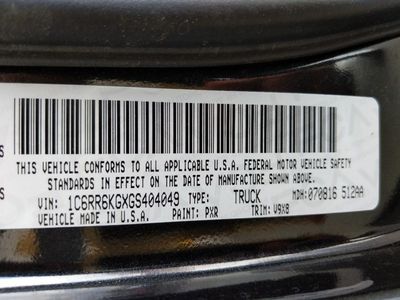 THIS VEHICLE CONFORMS TO ALL APPLICABLE U.S.A. FEDERAL MOTOR VEHICLE SAFETY
STANDARDS IN EFFECT ON THE DATE OF MANUFACTURE SHOWN ABOVE.
VIN: 1C6RR6KGXGS404049 TYPE: TRUCK MDH: 070816 512AA
VEHICLE MADE IN U.S.A. PAINT: PXR TRIM: V9X8